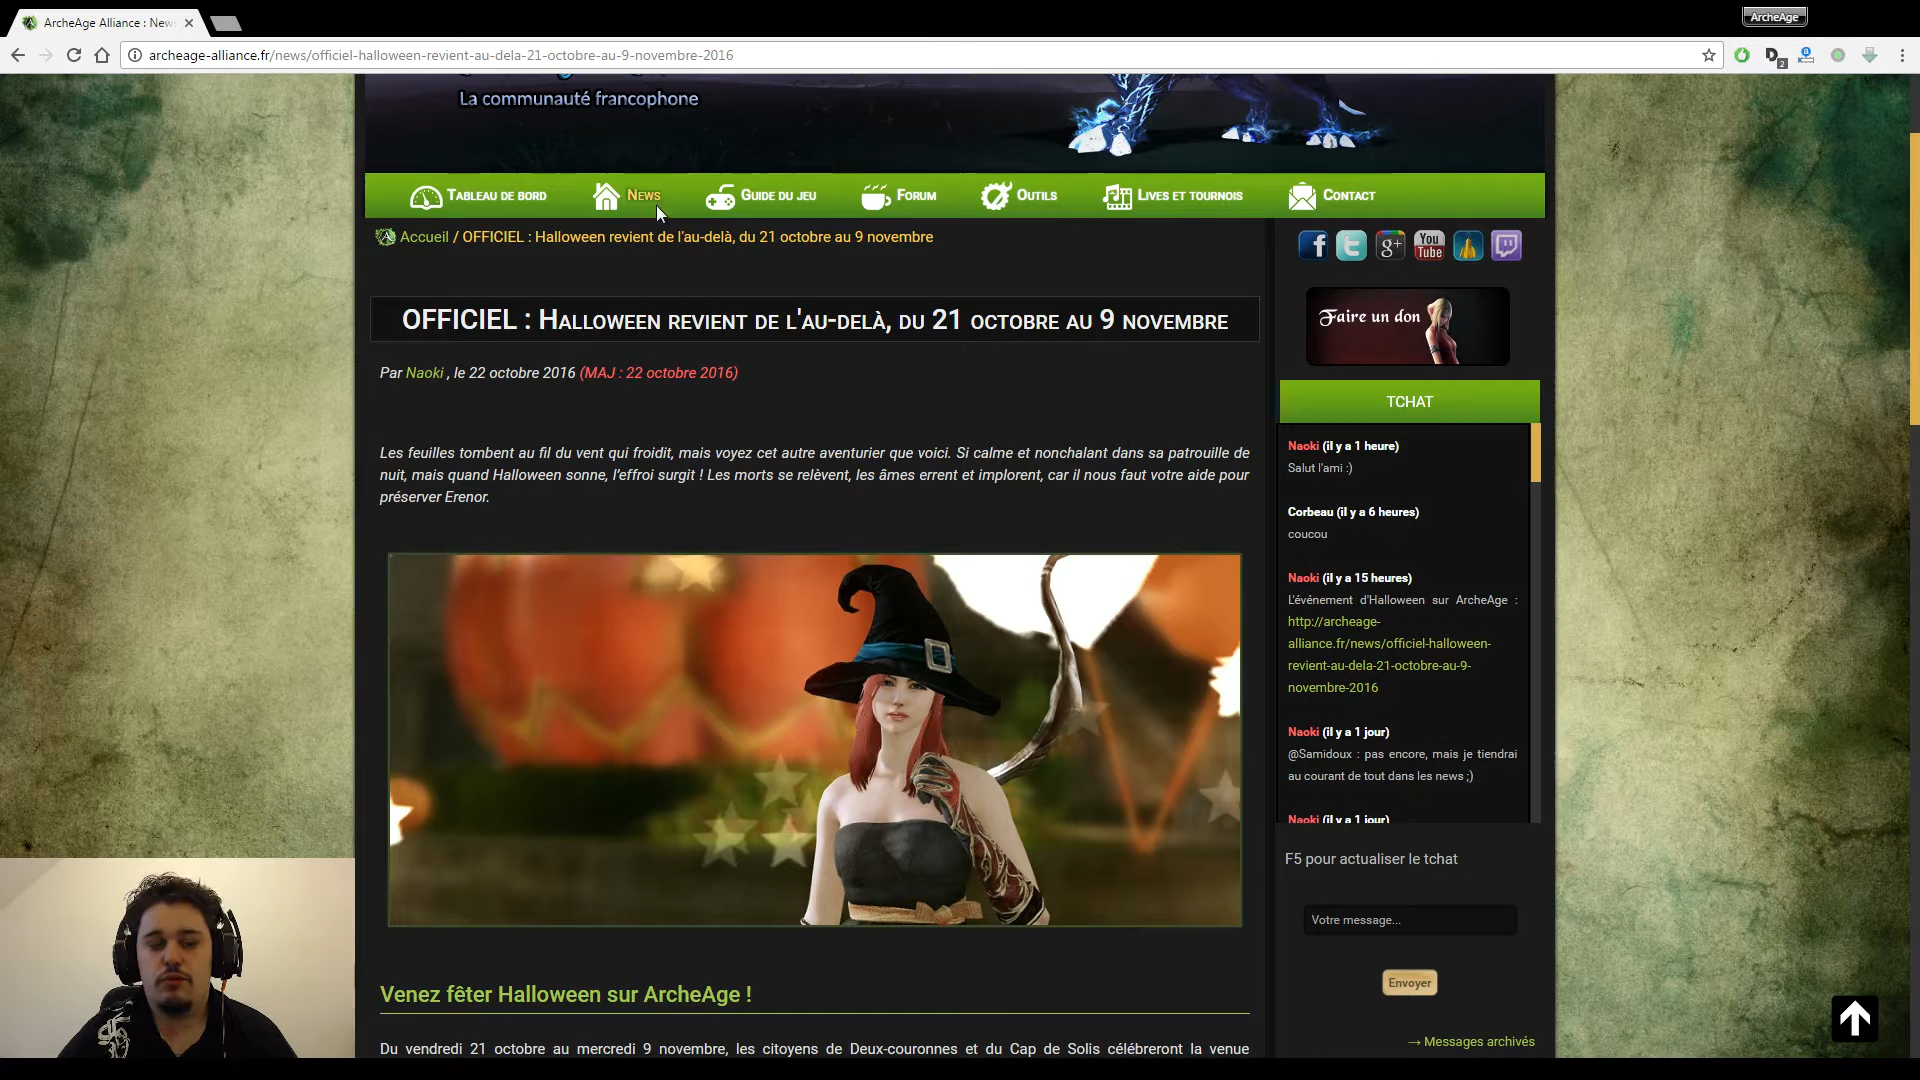 ArcheAge Alliance : New
ArcheAge
archeage-alliance.fr/news/officiel-halloween-revient-au-dela-21-octobre-au-9-novembre-2016
2
La communauté francophone
Tableau de bord
News
Guide du jeu
Forum
Outils
Lives et tournois
Contact
Accueil / OFFICIEL : Halloween revient de l'au-delà, du 21 octobre au 9 novembre
OFFICIEL : Halloween revient de l'au-delà, du 21 octobre au 9 novembre
Par Naoki , le 22 octobre 2016 (MAJ : 22 octobre 2016)
Les feuilles tombent au fil du vent qui froidit, mais voyez cet autre aventurier que voici. Si calme et nonchalant dans sa patrouille de
nuit, mais quand Halloween sonne, l'effroi surgit ! Les morts se relèvent, les âmes errent et implorent, car il nous faut votre aide pour
préserver Erenor.
Venez fêter Halloween sur ArcheAge !
Du vendredi 21 octobre au mercredi 9 novembre, les citoyens de Deux-couronnes et du Cap de Solis célébreront la venue
f
t
g+
You
Tube
Faire un don
TCHAT
Naoki (il y a 1 heure)
Salut l'ami :)
Corbeau (il y a 6 heures)
coucou
Naoki (il y a 15 heures)
L'événement d'Halloween sur ArcheAge :
http://archeage-
alliance.fr/news/officiel-halloween-
revient-au-dela-21-octobre-au-9-
novembre-2016
Naoki (il y a 1 jour)
@Samidoux : pas encore, mais je tiendrai
au courant de tout dans les news ;)
Naoki (il y a 1 jour)
F5 pour actualiser le tchat
Votre message...
Envoyer
→ Messages archivés